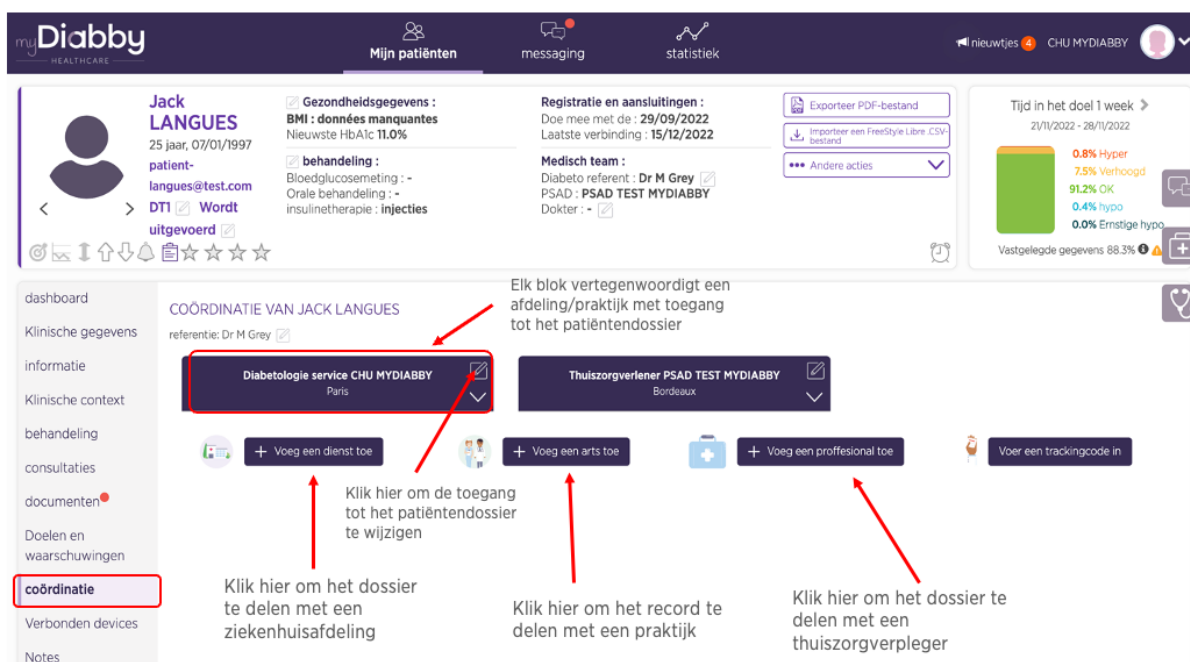 myDiabby
HEALTHCARE
Mijn patiënten
messaging
statistiek
nieuwtjes 4
CHU MYDIABBY
Jack
LANGUES
25 jaar, 07/01/1997
patient-
langues@test.com
DT1 Wordt
uitgevoerd
Gezondheidsgegevens :
BMI : données manquantes
Nieuwste HbA1c 11.0%
behandeling :
Bloedglucosemeting : -
Orale behandeling : -
insulinetherapie : injecties
Registratie en aansluitingen :
Doe mee met de : 29/09/2022
Laatste verbinding : 15/12/2022
Medisch team :
Diabeto referent : Dr M Grey
PSAD : PSAD TEST MYDIABBY
Dokter : -
Exporteer PDF-bestand
Importeer een FreeStyle Libre .CSV-
bestand
Andere acties
Tijd in het doel 1 week
21/11/2022 - 28/11/2022
0.8% Hyper
7.5% Verhoogd
91.2% OK
0.4% hypo
0.0% Ernstige hypo
Vastgelegde gegevens 88.3%
dashboard
Klinische gegevens
informatie
Klinische context
behandeling
consultaties
documenten
Doelen en
waarschuwingen
coördinatie
Verbonden devices
Notes
COÖRDINATIE VAN JACK LANGUES
referentie: Dr M Grey
Elk blok vertegenwoordigt een
afdeling/praktijk met toegang
tot het patiëntendossier
Diabetologie service CHU MYDIABBY
Paris
Thuiszorgverlener PSAD TEST MYDIABBY
Bordeaux
+ Voeg een dienst toe
+ Voeg een arts toe
+ Voeg een proffesional toe
Voer een trackingcode in
Klik hier om de toegang
tot het patiëntendossier
te wijzigen
Klik hier om het dossier
te delen met een
ziekenhuisafdeling
Klik hier om het record te
delen met een praktijk
Klik hier om het dossier te
delen met een
thuiszorgverpleger